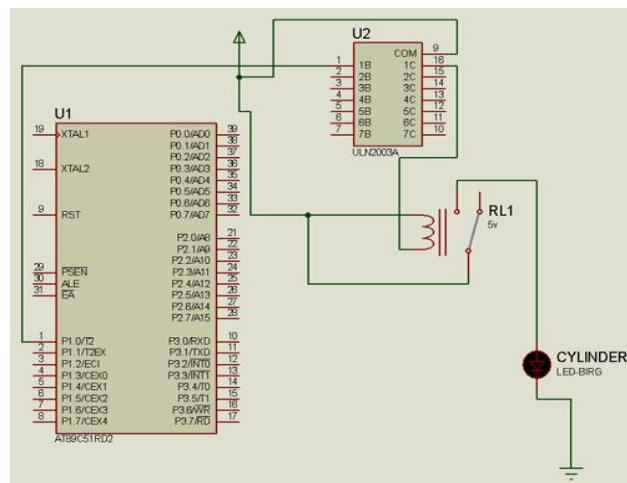 U2
COM 9
1 1B 1C 16
2 2B 2C 15
3 3B 3C 14
4 4B 4C 13
5 5B 5C 12
6 6B 6C 11
7 7B 7C 10
ULN2003A
U1
19 XTAL1 P0.0/AD0 39
P0.1/AD1 38
P0.2/AD2 37
18 XTAL2 P0.3/AD3 36
P0.4/AD4 35
P0.5/AD5 34
P0.6/AD6 33
9 RST P0.7/AD7 32
P2.0/A8 21
P2.1/A9 22
P2.2/A10 23
29 PSEN P2.3/A11 24
30 ALE P2.4/A12 25
31 EA P2.5/A13 26
P2.6/A14 27
P2.7/A15 28
1 P1.0/T2 P3.0/RXD 10
2 P1.1/T2EX P3.1/TXD 11
3 P1.2/ECI P3.2/INT0 12
4 P1.3/CEX0 P3.3/INT1 13
5 P1.4/CEX1 P3.4/T0 14
6 P1.5/CEX2 P3.5/T1 15
7 P1.6/CEX3 P3.6/WR 16
8 P1.7/CEX4 P3.7/RD 17
AT89C51RD2
RL1
5v
CYLINDER
LED-BIRG